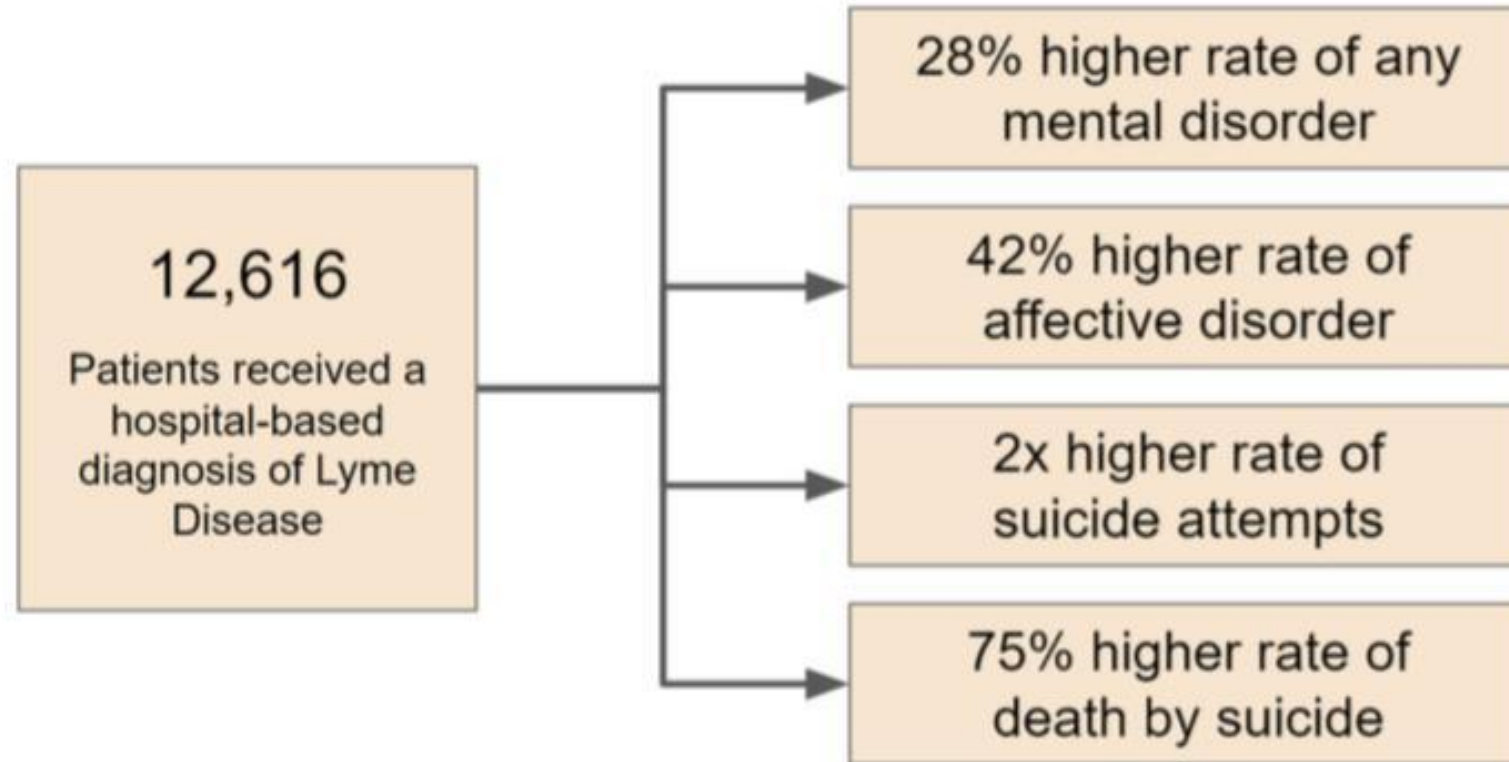 12,616
Patients received a
hospital-based
diagnosis of Lyme
Disease
28% higher rate of any
mental disorder
42% higher rate of
affective disorder
2x higher rate of
suicide attempts
75% higher rate of
death by suicide